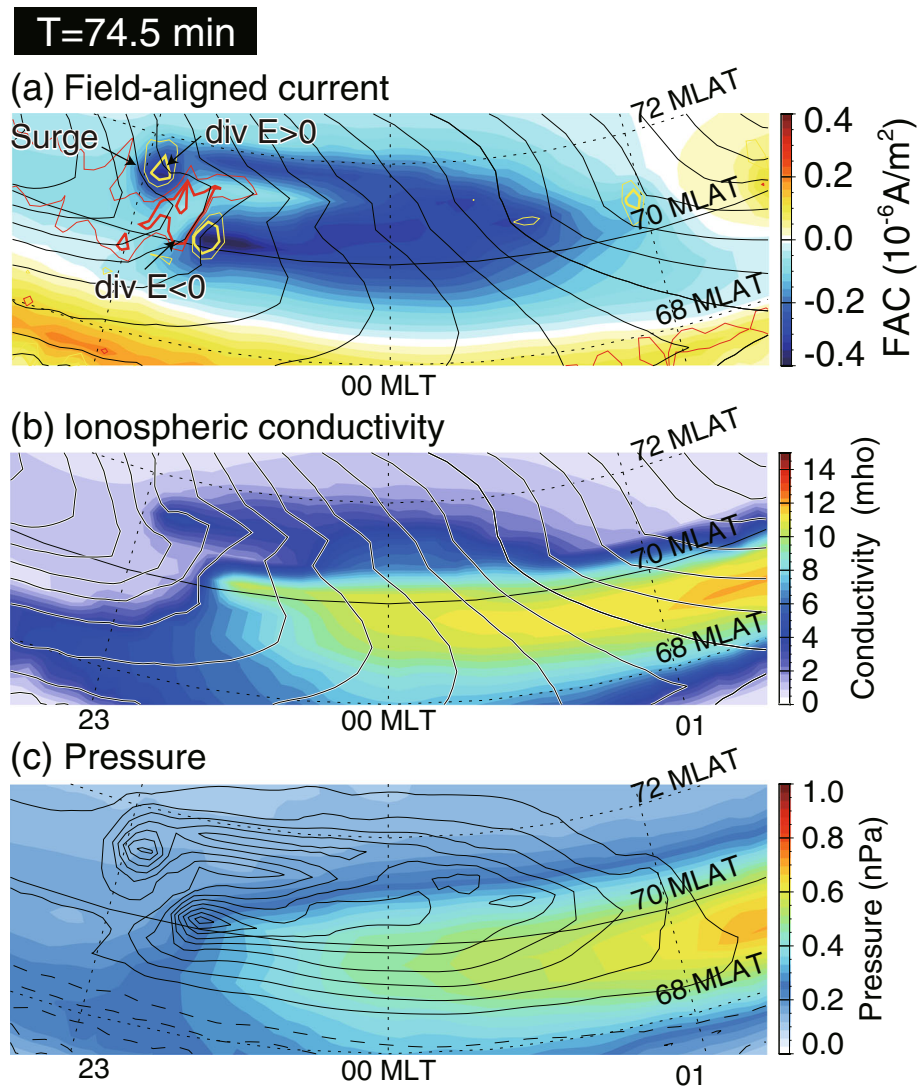 T=74.5 min
(a) Field-aligned current
72 MLAT
Surge
div E>0
70 MLAT
div E<0
68 MLAT
00 MLT
0.4
0.2
0.0
-0.2
-0.4
FAC (10⁻⁶A/m²)
(b) Ionospheric conductivity
72 MLAT
70 MLAT
68 MLAT
23
00 MLT
01
14
12
10
8
6
4
2
0
Conductivity (mho)
(c) Pressure
72 MLAT
70 MLAT
68 MLAT
23
00 MLT
01
1.0
0.8
0.6
0.4
0.2
0.0
Pressure (nPa)